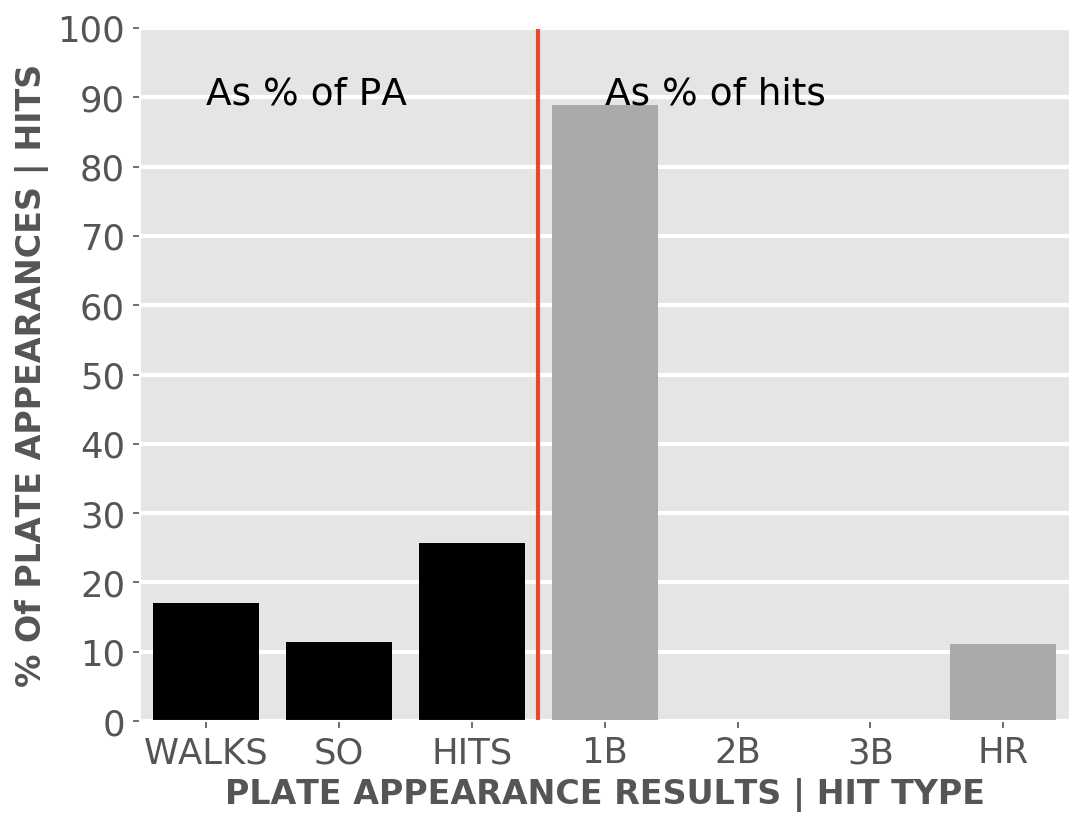 % Of PLATE APPEARANCES | HITS
100
90
80
70
60
50
40
30
20
10
0
As % of PA
As % of hits
WALKS SO HITS 1B 2B 3B HR
PLATE APPEARANCE RESULTS | HIT TYPE